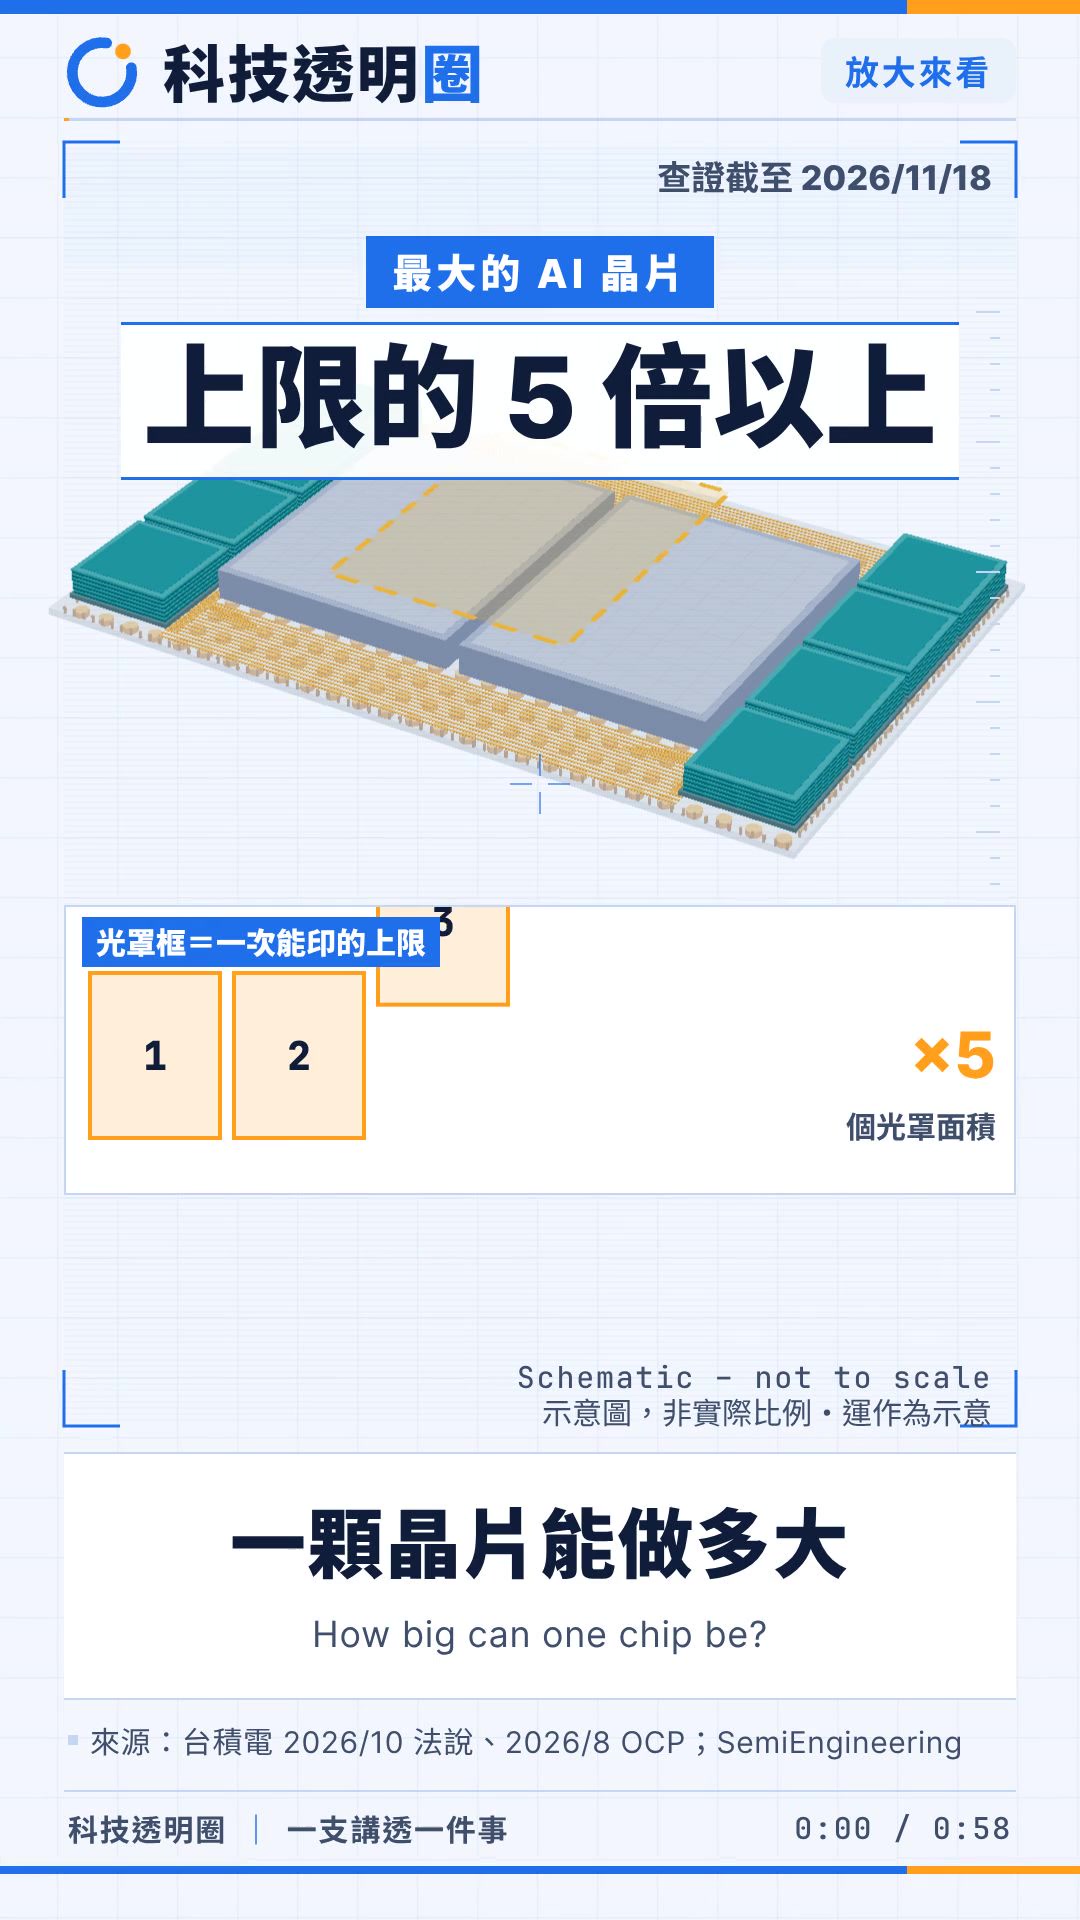 科技透明圈
放大來看
查證截至 2026/11/18
最大的 AI 晶片
上限的 5 倍以上
3
光罩框＝一次能印的上限
1
2
×5
個光罩面積
Schematic – not to scale
示意圖，非實際比例・運作為示意
一顆晶片能做多大
How big can one chip be?
來源：台積電 2026/10 法說、2026/8 OCP；SemiEngineering
科技透明圈 ｜ 一支講透一件事
0:00 / 0:58